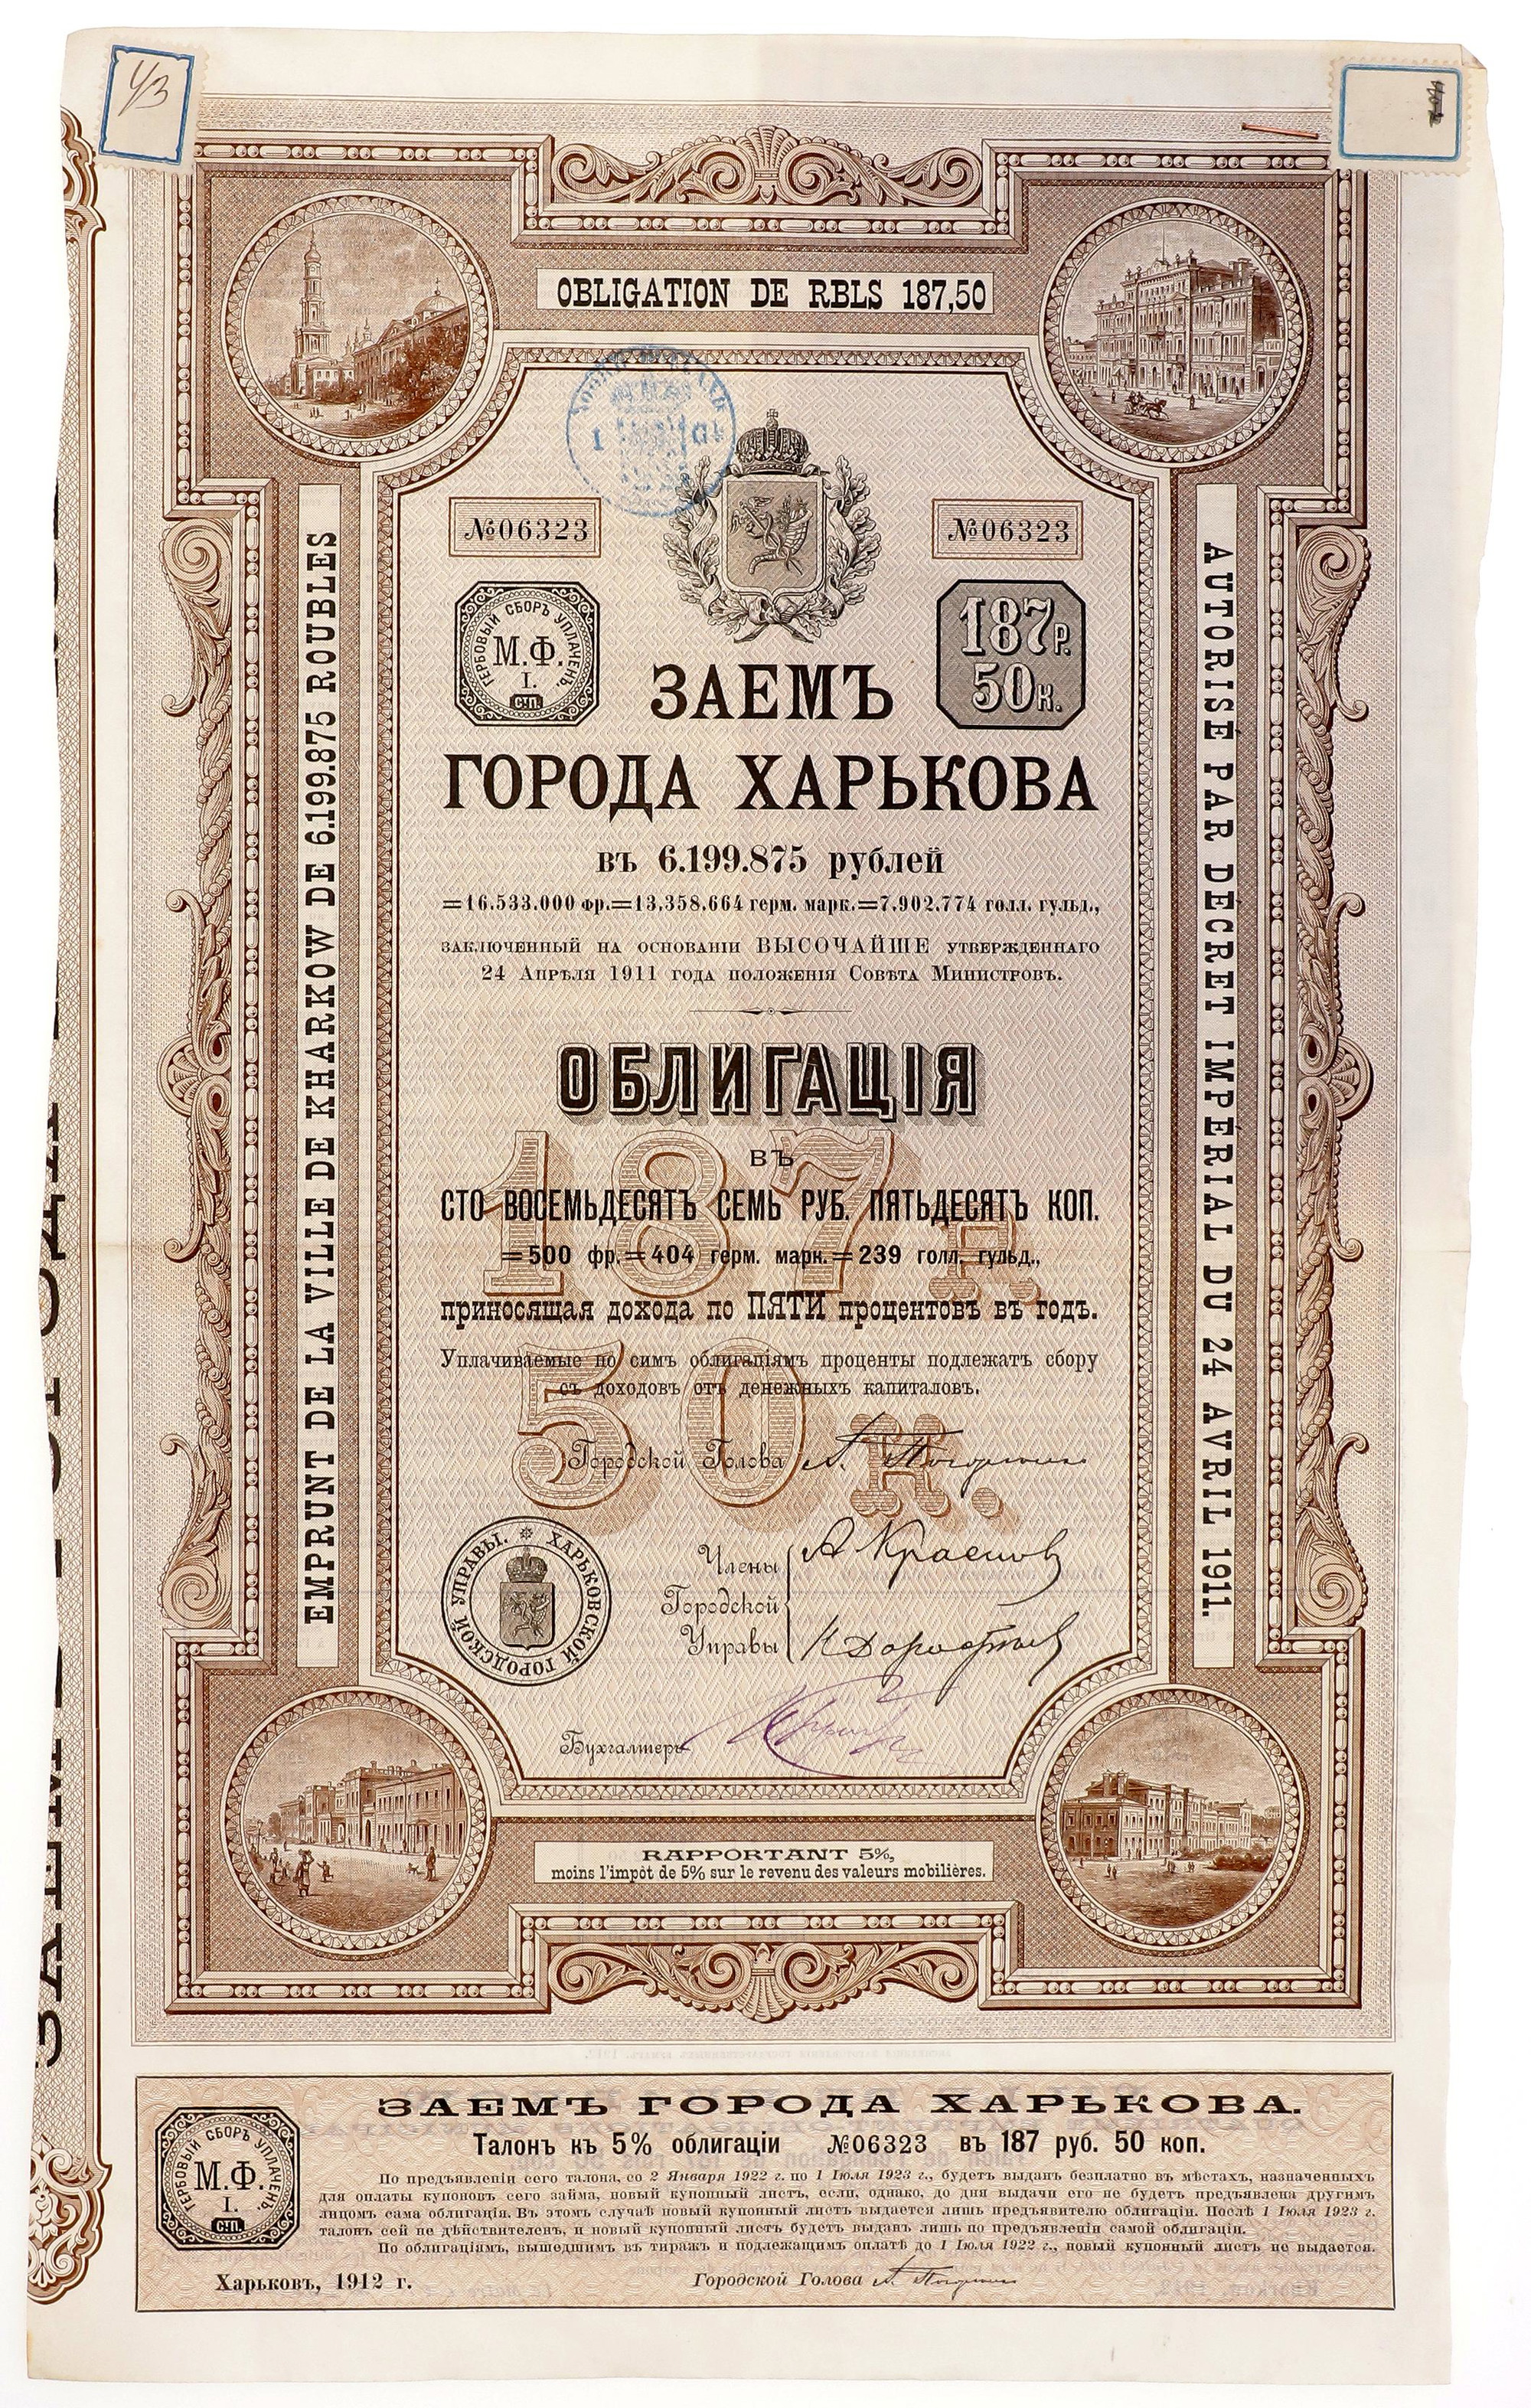 43
OBLIGATION DE RBLS 187,50
№06323
№06323
ГЕРБОВЫЙ СБОРЪ УПЛАЧЕНЪ.
М.Ф.
I.
С.П.
187 Р.
50 К.
ЗАЕМЪ
ГОРОДА ХАРЬКОВА
въ 6.199.875 рублей
=16.533.000 фр.=13.358.664 герм. марк.=7.902.774 голл. гульд.,
заключенный на основаніи ВЫСОЧАЙШЕ утвержденнаго
24 Апрѣля 1911 года положенія Совѣта Министровъ.
ОБЛИГАЦІЯ
187 Р.
50 К.
въ
СТО ВОСЕМЬДЕСЯТЪ СЕМЬ РУБ. ПЯТЬДЕСЯТЪ КОП.
=500 фр.=404 герм. марк.=239 голл. гульд.,
приносящая дохода по ПЯТИ процентовъ въ годъ.
Уплачиваемые по симъ облигаціямъ проценты подлежатъ сбору
съ доходовъ отъ денежныхъ капиталовъ.
Городской Голова
Члены
Городской
Управы
А Красновъ
ХАРЬКОВСКОЙ ГОРОДСКОЙ УПРАВЫ.
Бухгалтеръ
EMPRUNT DE LA VILLE DE KHARKOW DE 6.199.875 ROUBLES
AUTORISÉ PAR DÉCRET IMPÉRIAL DU 24 AVRIL 1911.
RAPPORTANT 5%,
moins l'impôt de 5% sur le revenu des valeurs mobilières.
ЗАЕМЪ ГОРОДА ХАРЬКОВА.
Талонъ къ 5% облигаціи №06323 въ 187 руб. 50 коп.
ГЕРБОВЫЙ СБОРЪ УПЛАЧЕНЪ.
М.Ф.
I.
С.П.
По предъявленіи сего талона, со 2 Января 1922 г. по 1 Іюля 1923 г., будетъ выданъ безплатно въ мѣстахъ, назначенныхъ
для оплаты купоновъ сего займа, новый купонный листъ, если, однако, до дня выдачи его не будетъ предъявлена другимъ
лицомъ сама облигація. Въ этомъ случаѣ новый купонный листъ выдается лишь предъявителю облигаціи. Послѣ 1 Іюля 1923 г.
талонъ сей не дѣйствителенъ, и новый купонный листъ будетъ выданъ лишь по предъявленіи самой облигаціи.
По облигаціямъ, вышедшимъ въ тиражъ и подлежащимъ оплатѣ до 1 Іюля 1922 г., новый купонный листъ не выдается.
Харьковъ, 1912 г.
Городской Голова